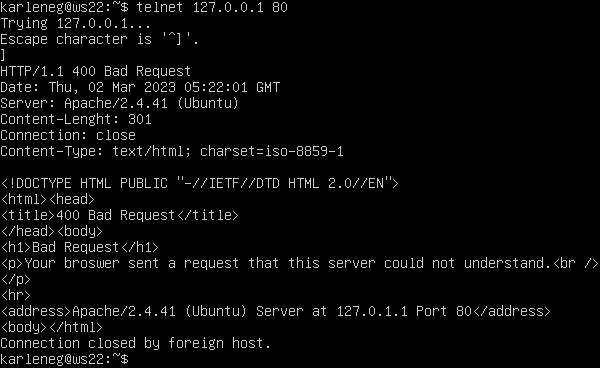 karleneg@ws22:~$ telnet 127.0.0.1 80
Trying 127.0.0.1...
Escape character is '^]'.
]
HTTP/1.1 400 Bad Request
Date: Thu, 02 Mar 2023 05:22:01 GMT
Server: Apache/2.4.41 (Ubuntu)
Content-Lenght: 301
Connection: close
Content-Type: text/html; charset=iso-8859-1

<!DOCTYPE HTML PUBLIC "-//IETF//DTD HTML 2.0//EN">
<html><head>
<title>400 Bad Request</title>
</head><body>
<h1>Bad Request</h1>
<p>Your broswer sent a request that this server could not understand.<br />
</p>
<hr>
<address>Apache/2.4.41 (Ubuntu) Server at 127.0.1.1 Port 80</address>
<body></html>
Connection closed by foreign host.
karleneg@ws22:~$